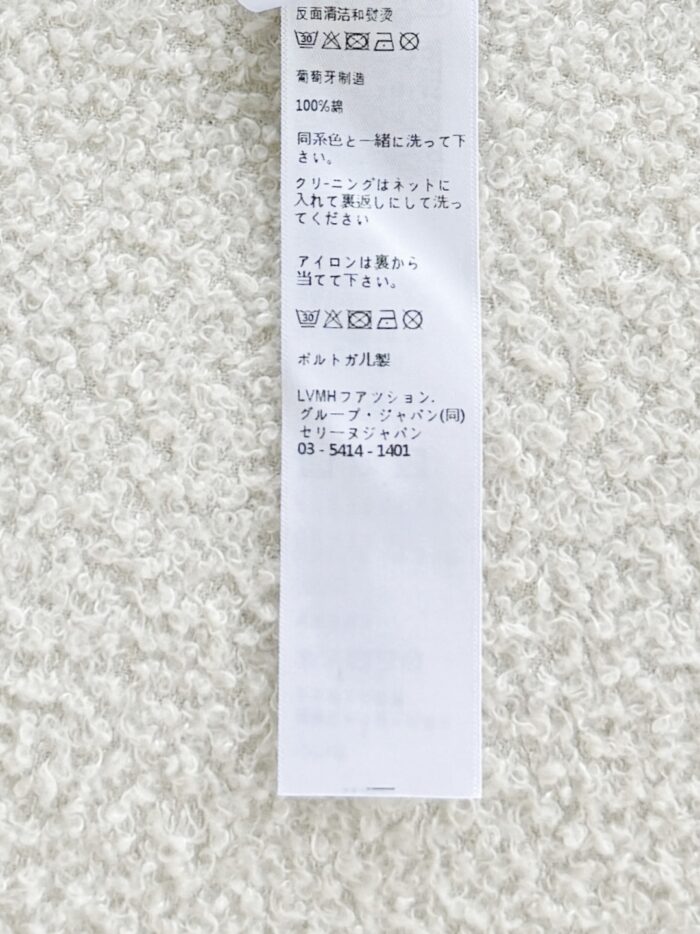 反面清洁和熨烫
30
葡萄牙制造
100%綿
同系色と一緒に洗って下
さい。
クリーニングはネットに
入れて裏返しにして洗っ
てください
アイロンは裏から
当てて下さい。
30
ポルトガル製
LVMHファッション.
グループ・ジャパン(同)
セリーヌジャパン
03 - 5414 - 1401